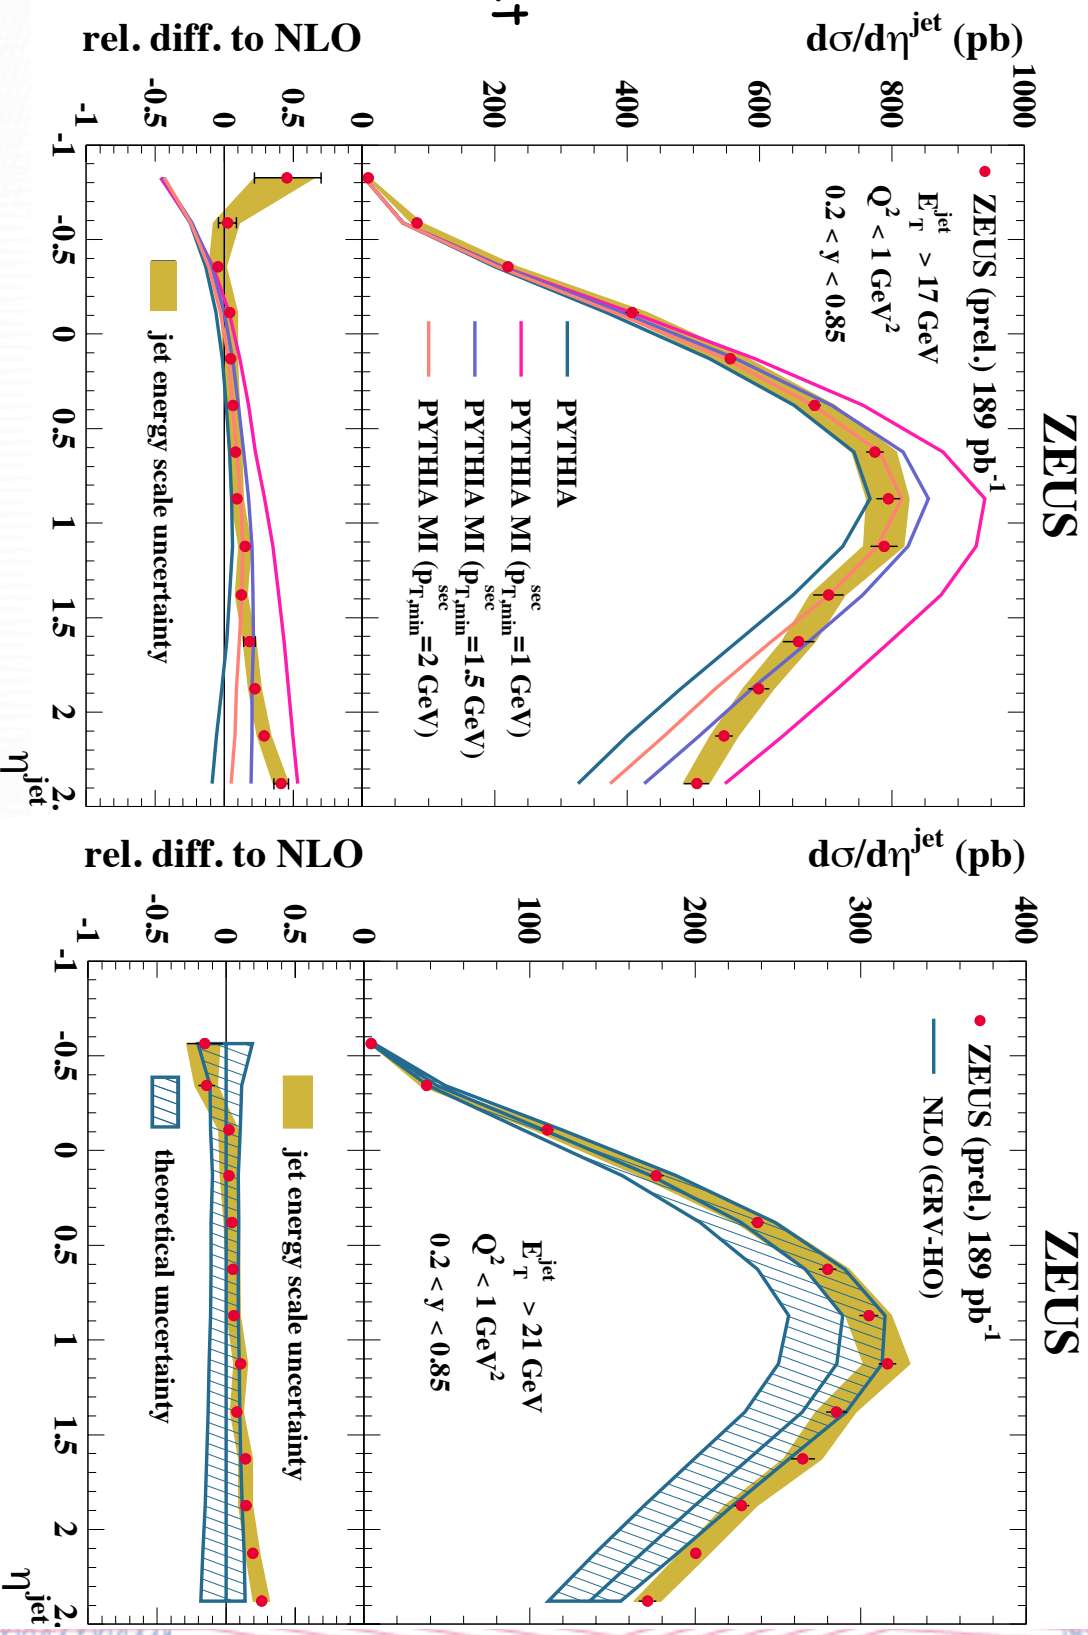 ZEUS
dσ/dη^jet (pb)
1000
800
600
400
200
0
ZEUS (prel.) 189 pb^-1
E_T^jet > 17 GeV
Q^2 < 1 GeV^2
0.2 < y < 0.85
PYTHIA
PYTHIA MI (p_T,min^sec=1 GeV)
PYTHIA MI (p_T,min^sec=1.5 GeV)
PYTHIA MI (p_T,min^sec=2 GeV)
rel. diff. to NLO
0.5
0
-0.5
-1
jet energy scale uncertainty
-1 -0.5 0 0.5 1 1.5 2 2.
η^jet
ZEUS
dσ/dη^jet (pb)
400
300
200
100
0
ZEUS (prel.) 189 pb^-1
NLO (GRV-HO)
E_T^jet > 21 GeV
Q^2 < 1 GeV^2
0.2 < y < 0.85
rel. diff. to NLO
0.5
0
-0.5
-1
jet energy scale uncertainty
theoretical uncertainty
-1 -0.5 0 0.5 1 1.5 2 2.
η^jet